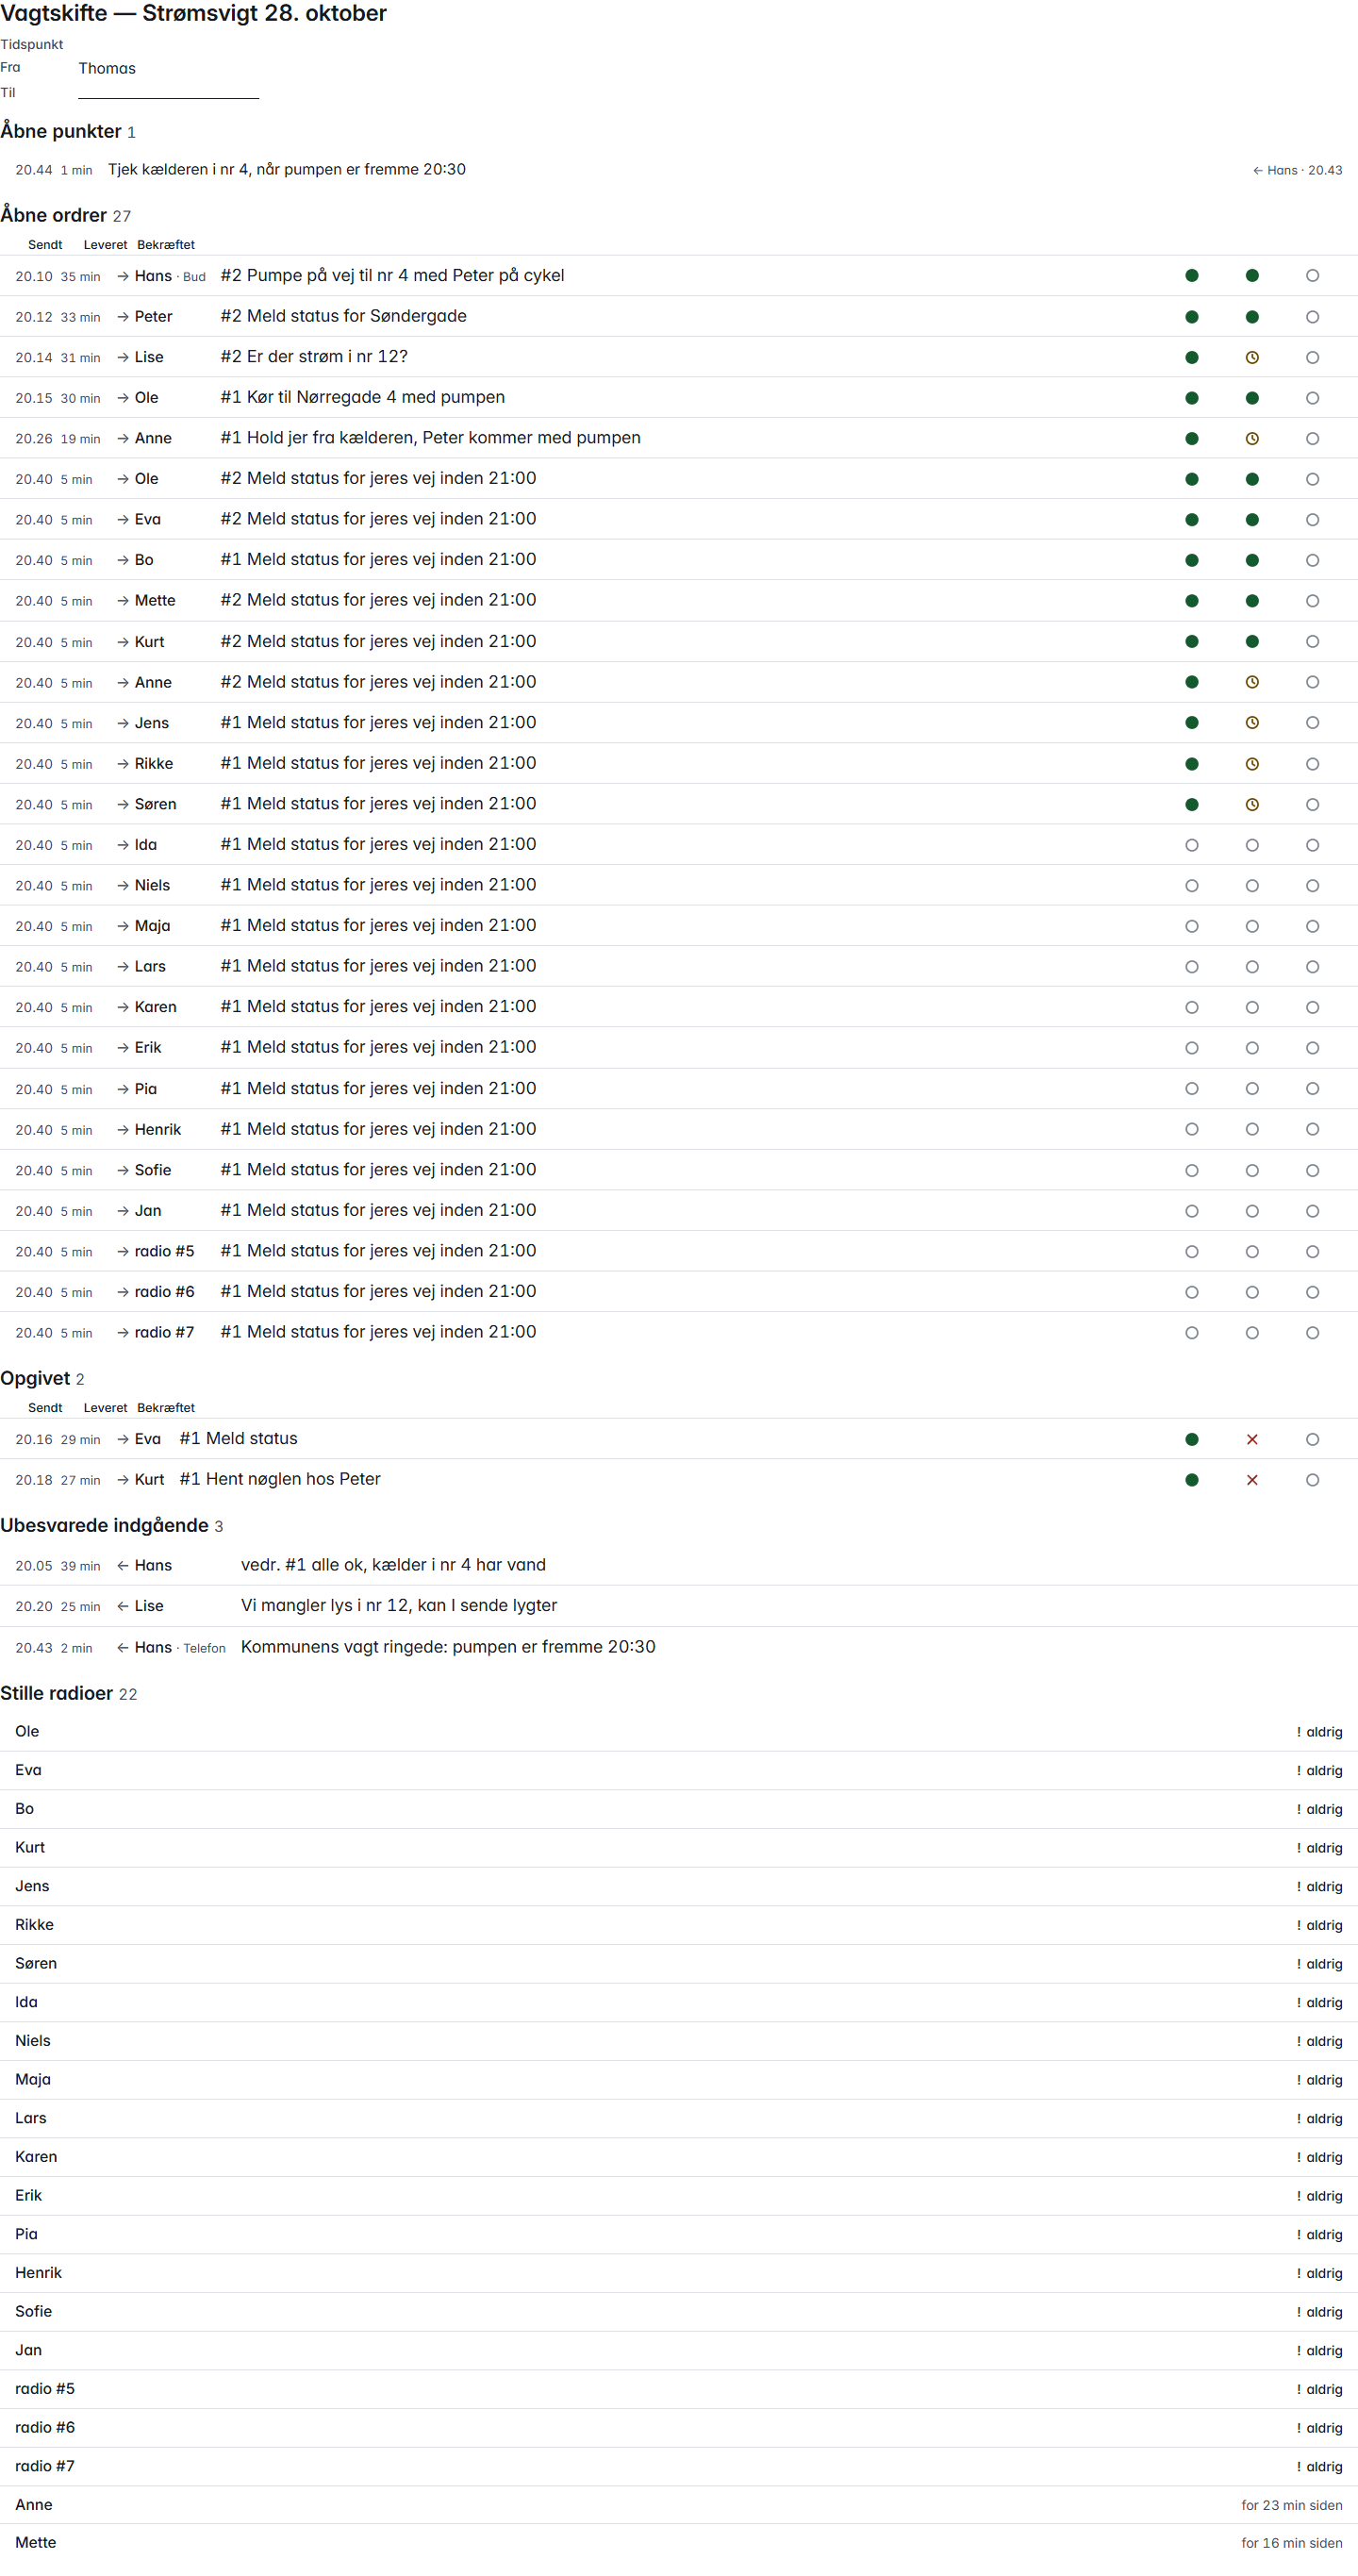 Vagtskifte — Strømsvigt 28. oktober
Tidspunkt
Fra Thomas
Til
Åbne punkter 1
20.44 1 min Tjek kælderen i nr 4, når pumpen er fremme 20:30 ← Hans · 20.43
Åbne ordrer 27
Sendt Leveret Bekræftet
20.10 35 min → Hans · Bud #2 Pumpe på vej til nr 4 med Peter på cykel
20.12 33 min → Peter #2 Meld status for Søndergade
20.14 31 min → Lise #2 Er der strøm i nr 12?
20.15 30 min → Ole #1 Kør til Nørregade 4 med pumpen
20.26 19 min → Anne #1 Hold jer fra kælderen, Peter kommer med pumpen
20.40 5 min → Ole #2 Meld status for jeres vej inden 21:00
20.40 5 min → Eva #2 Meld status for jeres vej inden 21:00
20.40 5 min → Bo #1 Meld status for jeres vej inden 21:00
20.40 5 min → Mette #2 Meld status for jeres vej inden 21:00
20.40 5 min → Kurt #2 Meld status for jeres vej inden 21:00
20.40 5 min → Anne #2 Meld status for jeres vej inden 21:00
20.40 5 min → Jens #1 Meld status for jeres vej inden 21:00
20.40 5 min → Rikke #1 Meld status for jeres vej inden 21:00
20.40 5 min → Søren #1 Meld status for jeres vej inden 21:00
20.40 5 min → Ida #1 Meld status for jeres vej inden 21:00
20.40 5 min → Niels #1 Meld status for jeres vej inden 21:00
20.40 5 min → Maja #1 Meld status for jeres vej inden 21:00
20.40 5 min → Lars #1 Meld status for jeres vej inden 21:00
20.40 5 min → Karen #1 Meld status for jeres vej inden 21:00
20.40 5 min → Erik #1 Meld status for jeres vej inden 21:00
20.40 5 min → Pia #1 Meld status for jeres vej inden 21:00
20.40 5 min → Henrik #1 Meld status for jeres vej inden 21:00
20.40 5 min → Sofie #1 Meld status for jeres vej inden 21:00
20.40 5 min → Jan #1 Meld status for jeres vej inden 21:00
20.40 5 min → radio #5 #1 Meld status for jeres vej inden 21:00
20.40 5 min → radio #6 #1 Meld status for jeres vej inden 21:00
20.40 5 min → radio #7 #1 Meld status for jeres vej inden 21:00
Opgivet 2
Sendt Leveret Bekræftet
20.16 29 min → Eva #1 Meld status
20.18 27 min → Kurt #1 Hent nøglen hos Peter
Ubesvarede indgående 3
20.05 39 min ← Hans vedr. #1 alle ok, kælder i nr 4 har vand
20.20 25 min ← Lise Vi mangler lys i nr 12, kan I sende lygter
20.43 2 min ← Hans · Telefon Kommunens vagt ringede: pumpen er fremme 20:30
Stille radioer 22
Ole ! aldrig
Eva ! aldrig
Bo ! aldrig
Kurt ! aldrig
Jens ! aldrig
Rikke ! aldrig
Søren ! aldrig
Ida ! aldrig
Niels ! aldrig
Maja ! aldrig
Lars ! aldrig
Karen ! aldrig
Erik ! aldrig
Pia ! aldrig
Henrik ! aldrig
Sofie ! aldrig
Jan ! aldrig
radio #5 ! aldrig
radio #6 ! aldrig
radio #7 ! aldrig
Anne for 23 min siden
Mette for 16 min siden